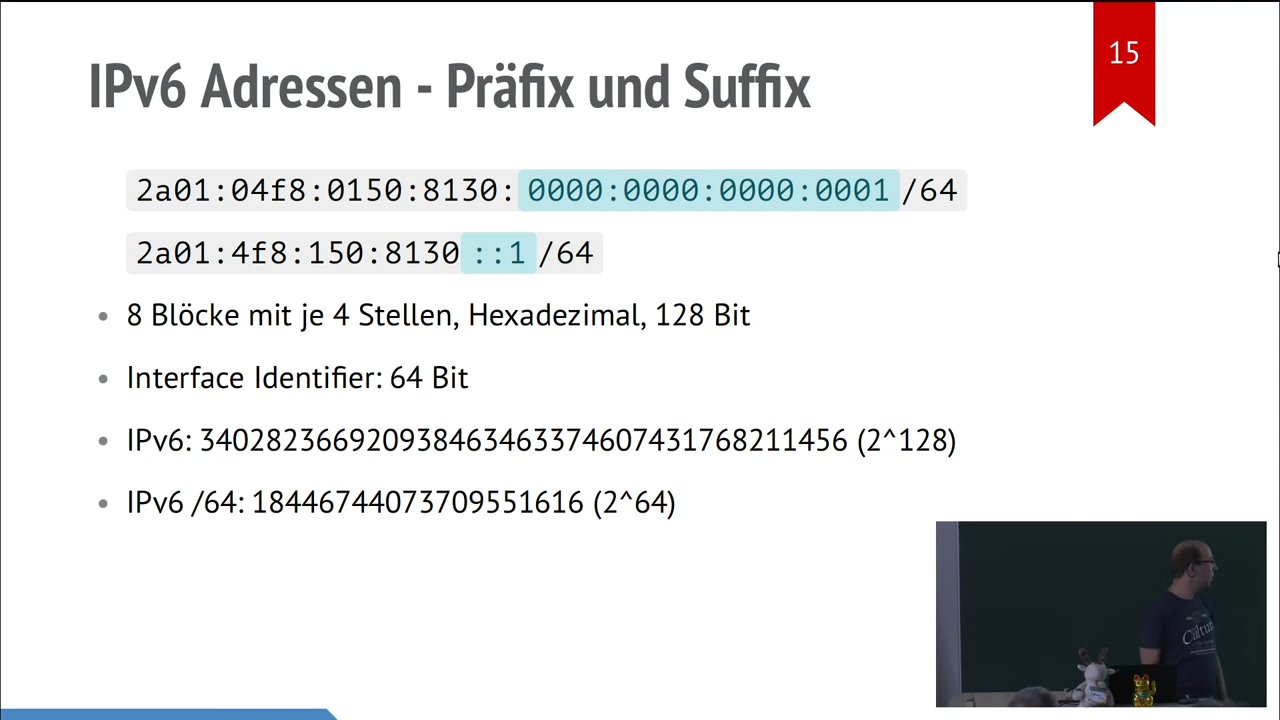 15
IPv6 Adressen - Präfix und Suffix
2a01:04f8:0150:8130:0000:0000:0000:0001/64
2a01:4f8:150:8130::1/64
• 8 Blöcke mit je 4 Stellen, Hexadezimal, 128 Bit
• Interface Identifier: 64 Bit
• IPv6: 340282366920938463463374607431768211456 (2^128)
• IPv6 /64: 18446744073709551616 (2^64)